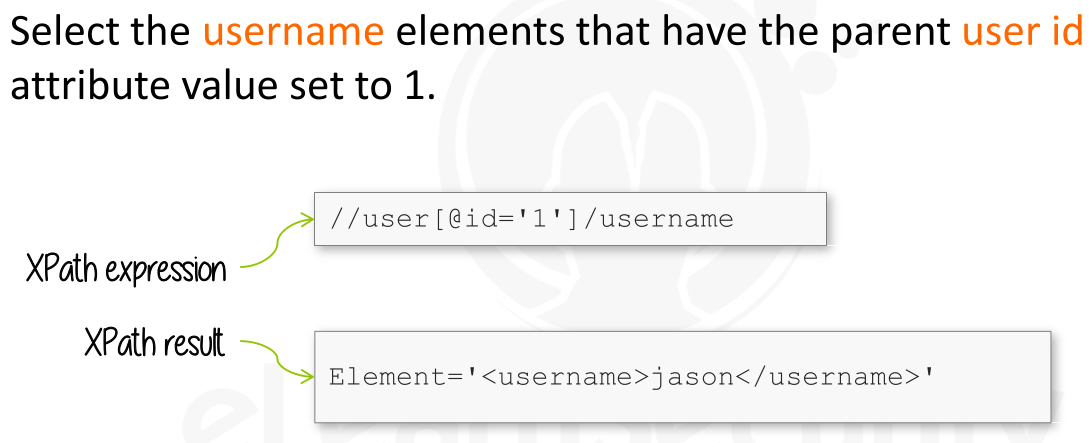 Select the username elements that have the parent user id
attribute value set to 1.
//user[@id='1']/username
XPath expression
XPath result
Element='<username>jason</username>'